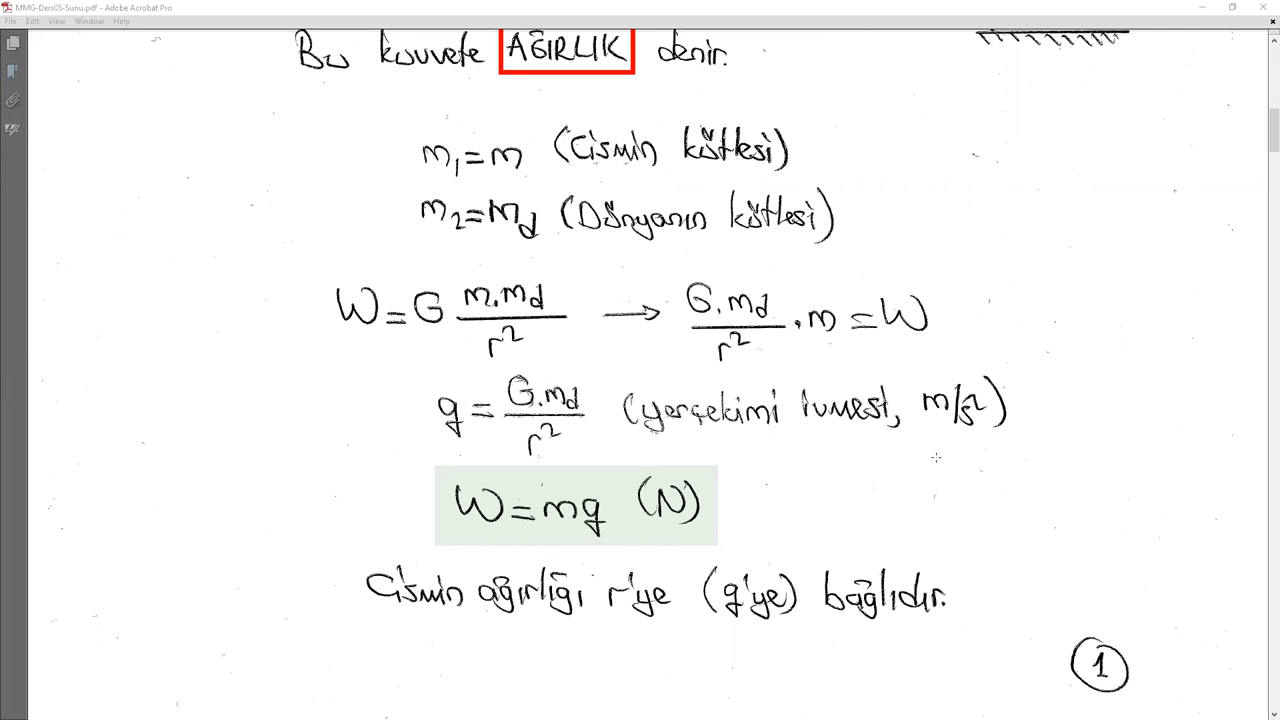 MMG-Ders05-Sunu.pdf - Adobe Acrobat Pro
File Edit View Window Help
Bu kuvvete AĞIRLIK denir.
m₁=m (Cismin kütlesi)
m₂=Md (Dünyanın kütlesi)
W=G m.md/r² → G.md/r² .m =W
g = G.md/r² (yerçekimi ivmesi, m/s²)
W=mg (N)
Cismin ağırlığı r'ye (g'ye) bağlıdır.
1